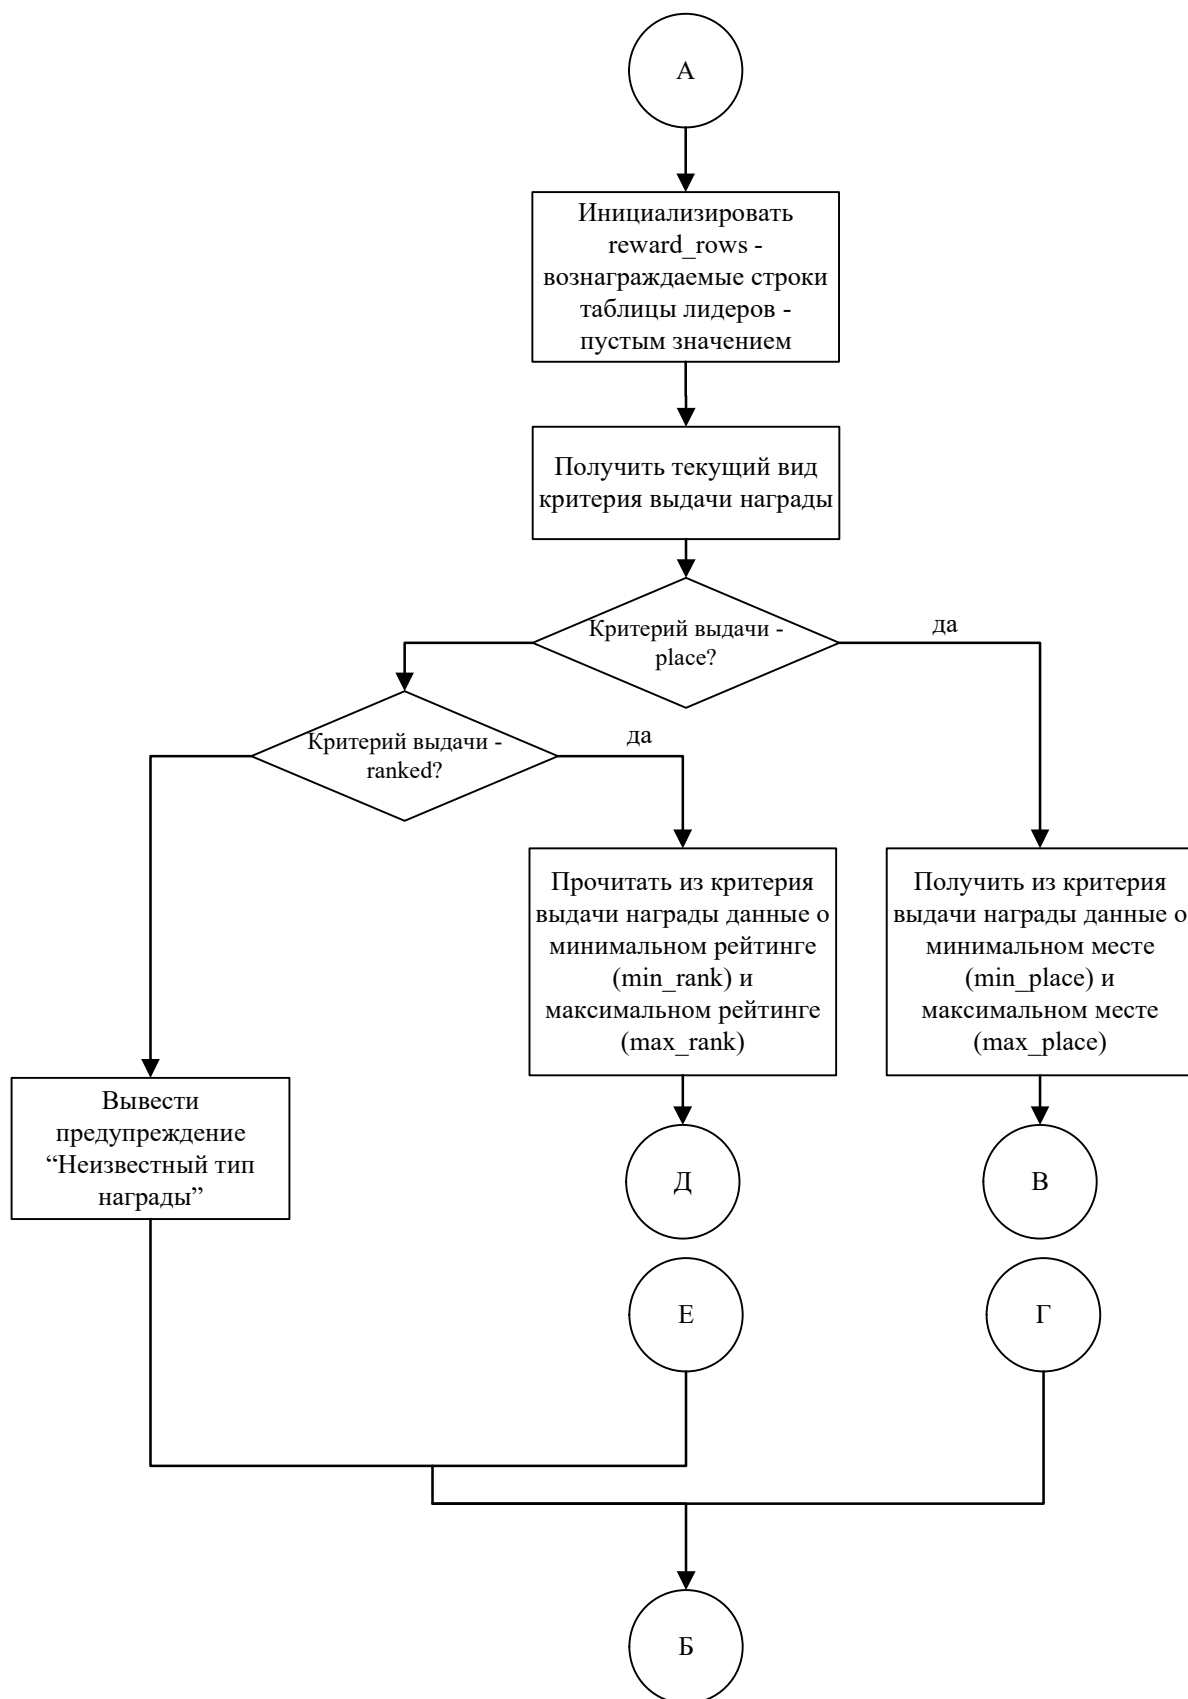 А
Инициализировать
reward_rows -
вознаграждаемые строки
таблицы лидеров -
пустым значением
Получить текущий вид
критерия выдачи награды
Критерий выдачи -
place?
да
Критерий выдачи -
ranked?
да
Прочитать из критерия
выдачи награды данные о
минимальном рейтинге
(min_rank) и
максимальном рейтинге
(max_rank)
Получить из критерия
выдачи награды данные о
минимальном месте
(min_place) и
максимальном месте
(max_place)
Вывести
предупреждение
“Неизвестный тип
награды”
Д
В
Е
Г
Б